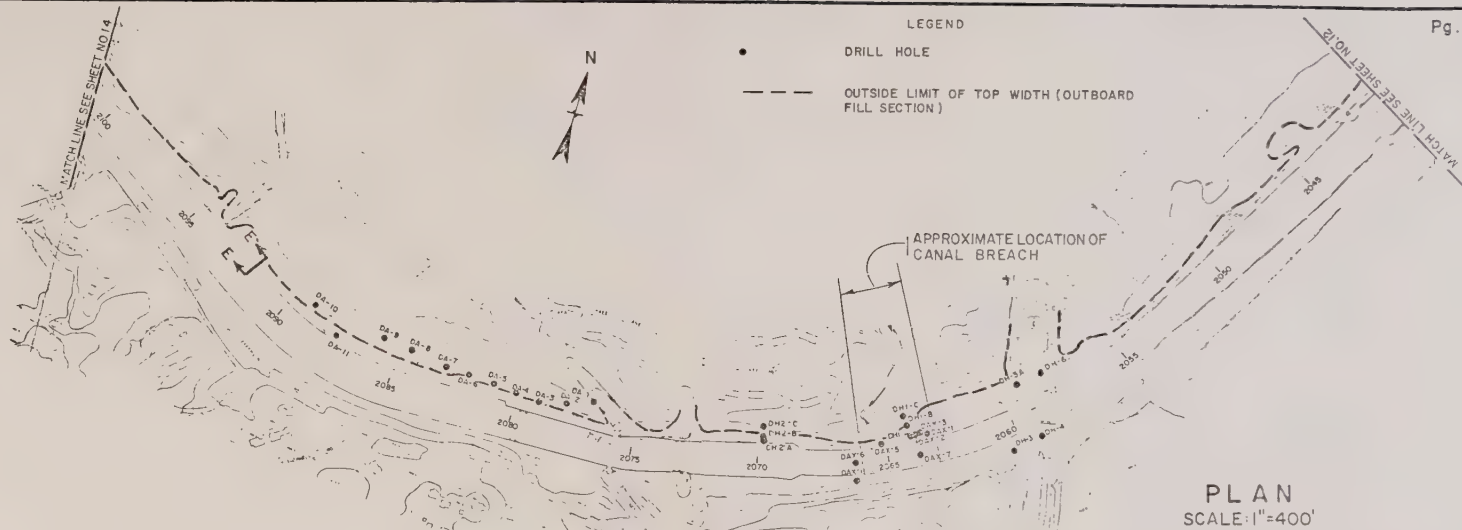 Pg.
LEGEND
DRILL HOLE
OUTSIDE LIMIT OF TOP WIDTH (OUTBOARD
FILL SECTION)
N
MATCH LINE SEE SHEET NO 14
MATCH LINE SEE SHEET NO. 12
MATCH
APPROXIMATE LOCATION OF
CANAL BREACH
2100
2095
E
E
2090
DA-10
DA-11
DA-9
DA-8
DA-7
DA-6
DA-5
DA-4
DA-3
DA-2
DA-1
2085
2080
2075
2070
DH2-C
DH2-B
DH2-A
DAX-6
DAX-5
DH1-C
DH1-B
DAX-3
DAX-7
2065
DH-5A
DH-6
DH-3
DH-4
2060
2055
2050
2045
PLAN
SCALE: 1"=400'